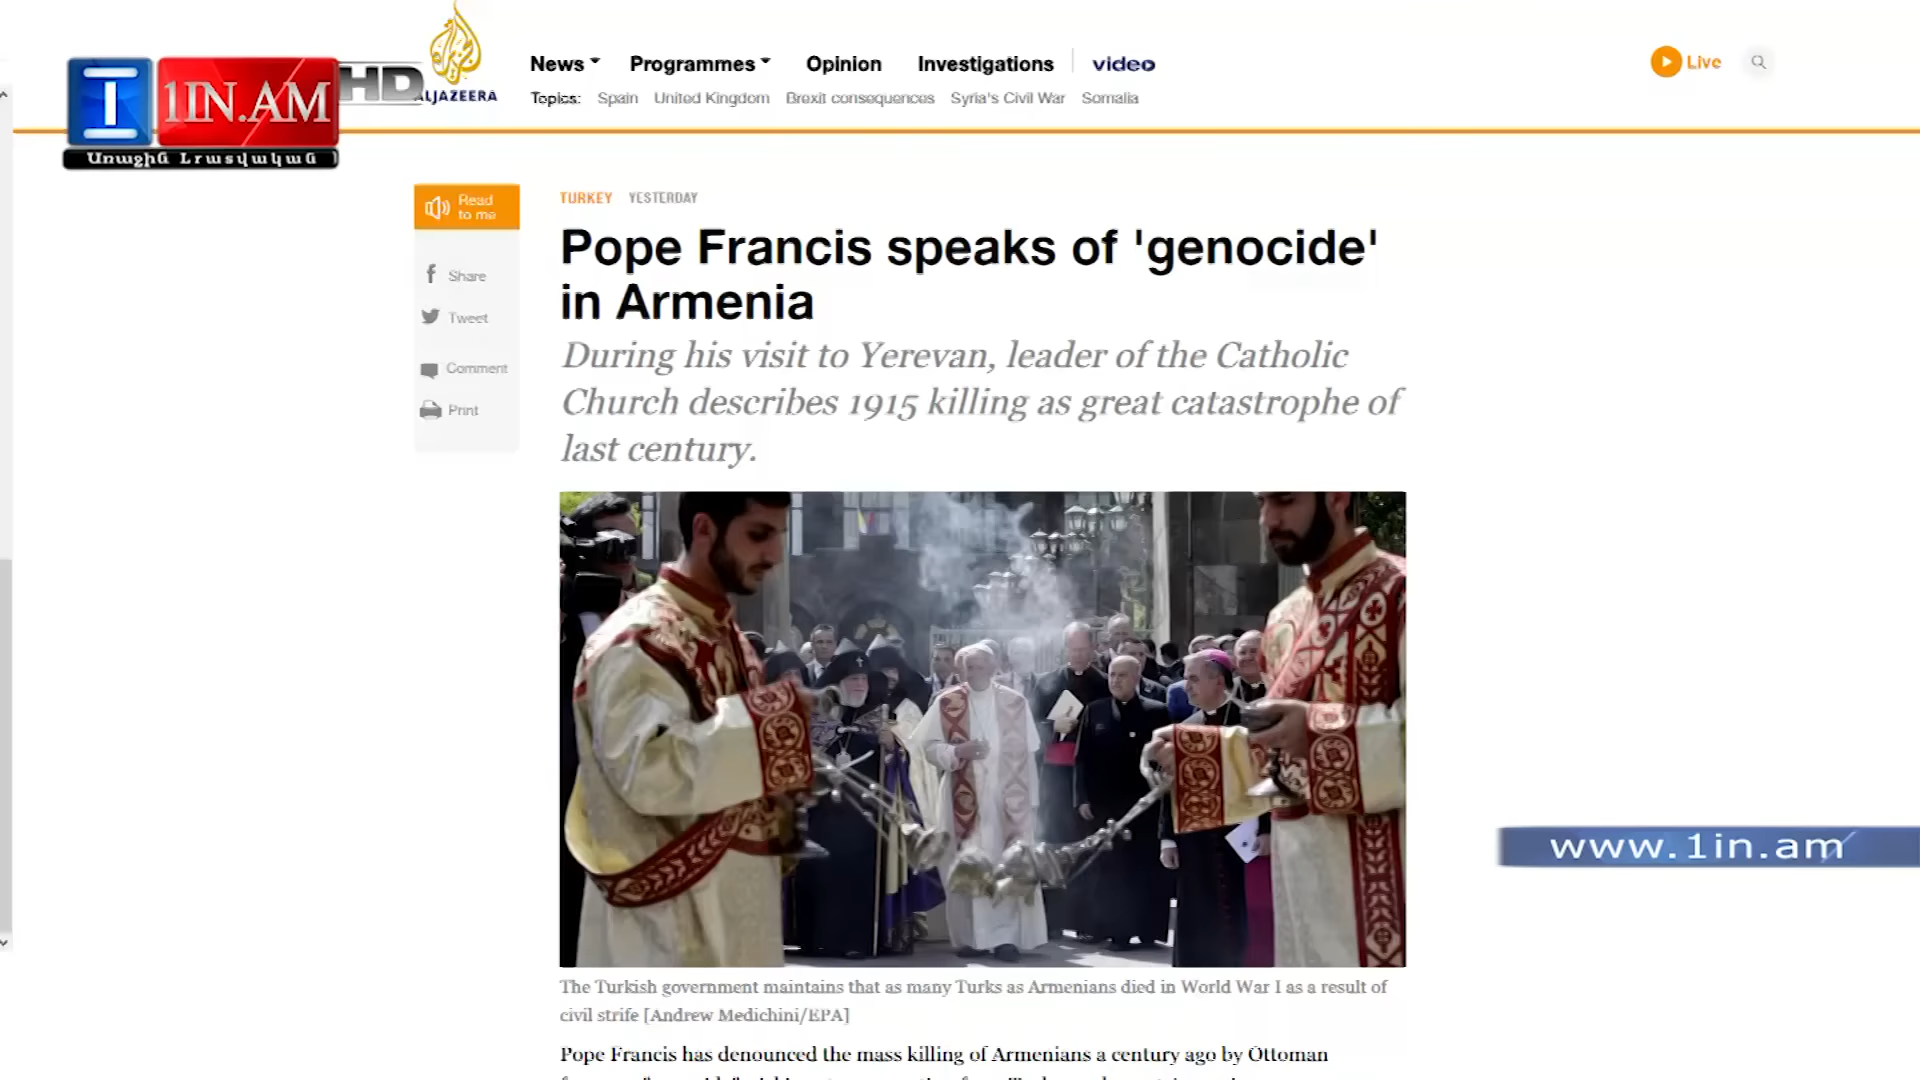 1IN.AM
HD
Առաջին Լրատվական
ALJAZEERA
News Programmes Opinion Investigations video
Topics: Spain United Kingdom Brexit consequences Syria's Civil War Somalia
Live
Read
to me
Share
Tweet
Comment
Print
TURKEY YESTERDAY
Pope Francis speaks of 'genocide'
in Armenia
During his visit to Yerevan, leader of the Catholic
Church describes 1915 killing as great catastrophe of
last century.
www.1in.am
The Turkish government maintains that as many Turks as Armenians died in World War I as a result of
civil strife [Andrew Medichini/EPA]
Pope Francis has denounced the mass killing of Armenians a century ago by Ottoman